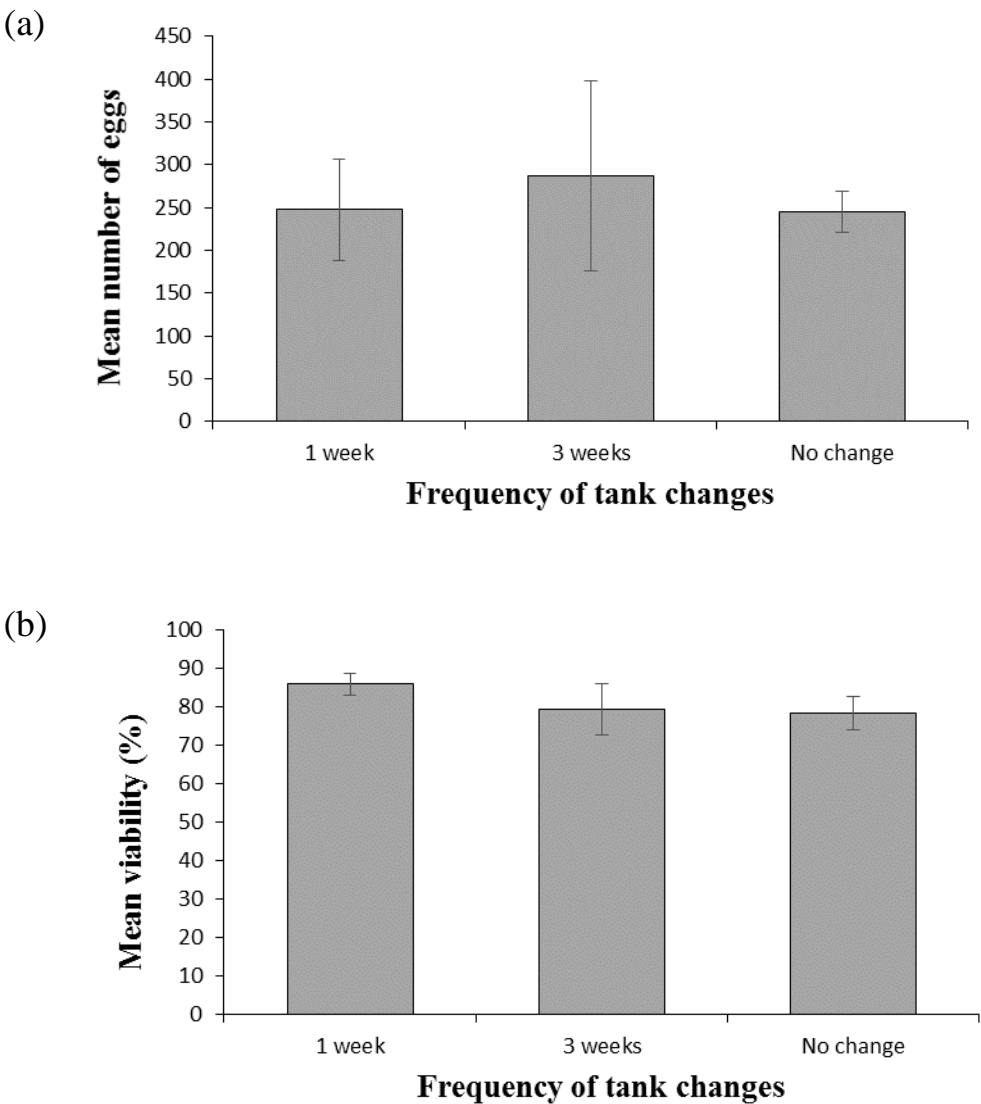 (a)
Mean number of eggs
450
400
350
300
250
200
150
100
50
0
1 week 3 weeks No change
Frequency of tank changes
(b)
Mean viability (%)
100
90
80
70
60
50
40
30
20
10
0
1 week 3 weeks No change
Frequency of tank changes